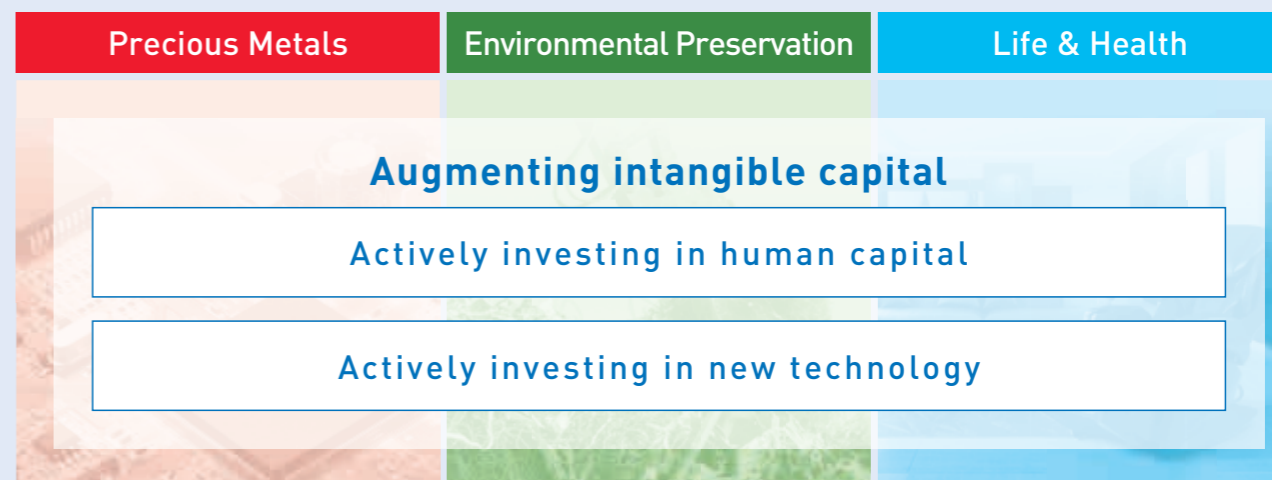 Precious Metals
Environmental Preservation
Life & Health
Augmenting intangible capital
Actively investing in human capital
Actively investing in new technology